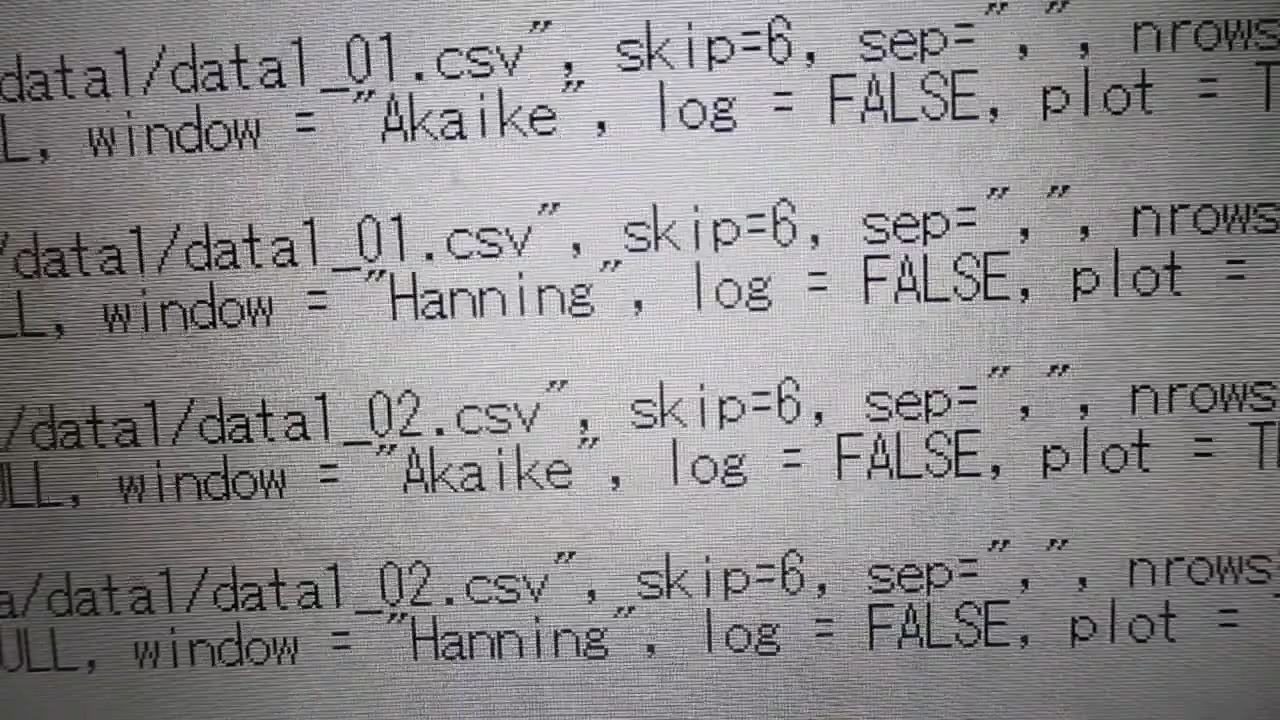 data1/data1_01.csv", skip=6, sep=",", nrows
L, window = "Akaike", log = FALSE, plot = T
/data1/data1_01.csv", skip=6, sep=",", nrows
LL, window = "Hanning", log = FALSE, plot =
/data1/data1_02.csv", skip=6, sep=",", nrows
ULL, window = "Akaike", log = FALSE, plot = T
a/data1/data1_02.csv", skip=6, sep=",", nrows
ULL, window = "Hanning", log = FALSE, plot =